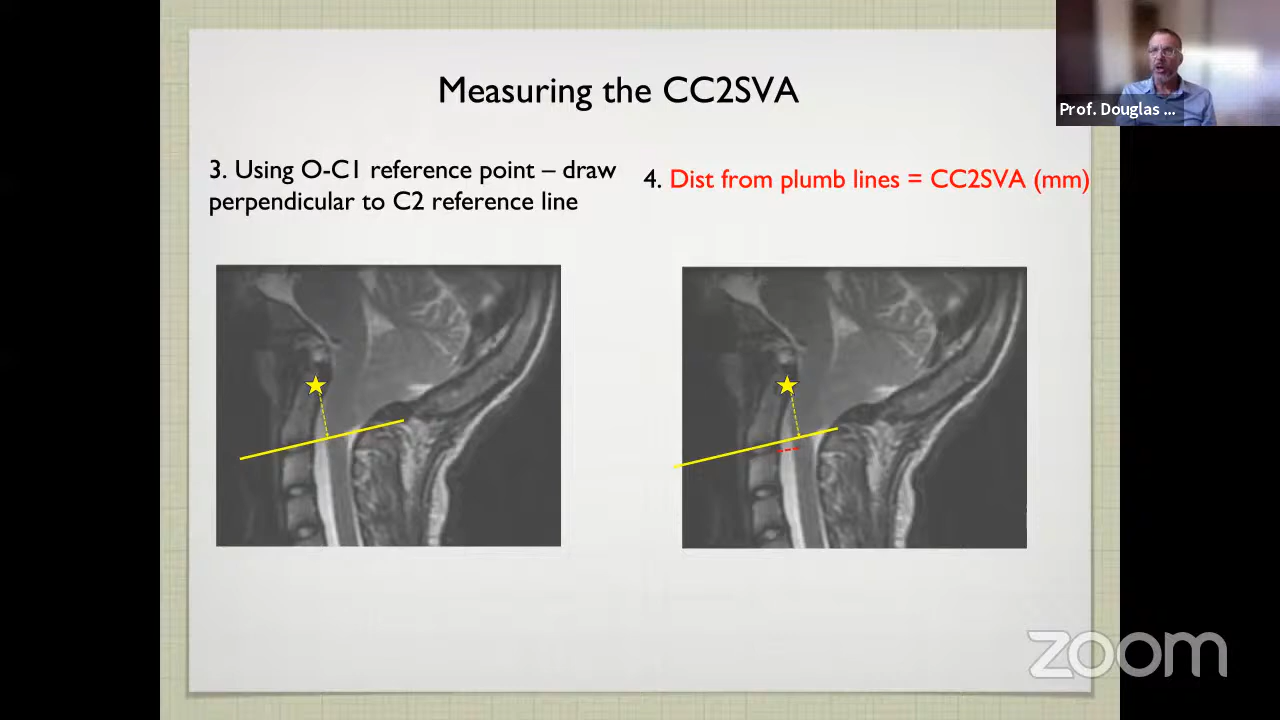 Measuring the CC2SVA
Prof. Douglas ...
3. Using O-C1 reference point – draw
perpendicular to C2 reference line
4. Dist from plumb lines = CC2SVA (mm)
zoom